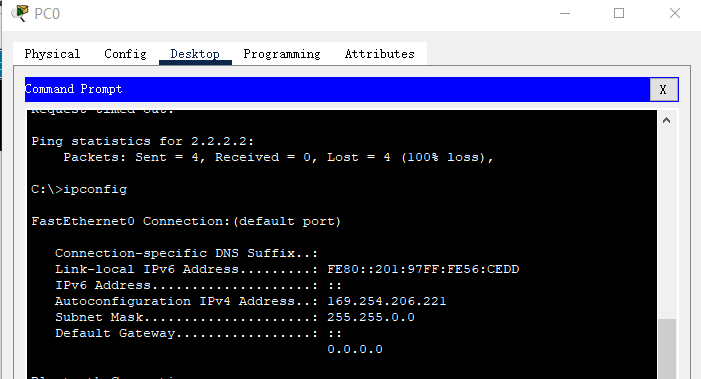 PC0
Physical Config Desktop Programming Attributes
Command Prompt X
Request timed out.
Ping statistics for 2.2.2.2:
Packets: Sent = 4, Received = 0, Lost = 4 (100% loss),
C:\>ipconfig
FastEthernet0 Connection:(default port)
Connection-specific DNS Suffix..:
Link-local IPv6 Address.........: FE80::201:97FF:FE56:CEDD
IPv6 Address....................: ::
Autoconfiguration IPv4 Address..: 169.254.206.221
Subnet Mask.....................: 255.255.0.0
Default Gateway.................: ::
0.0.0.0